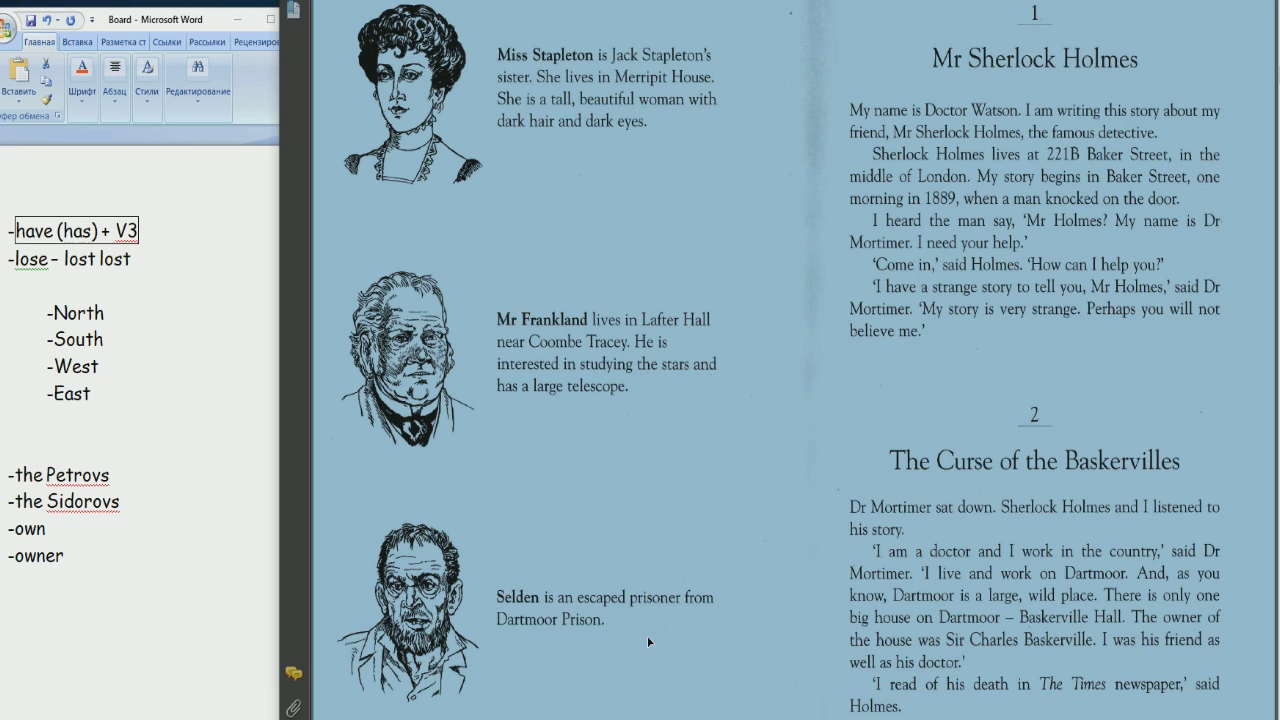 Board - Microsoft Word
Главная Вставка Разметка ст Ссылки Рассылки Рецензиров
Вставить Шрифт Абзац Стили Редактирование
уфер обмена
-have (has) + V3
-lose – lost lost
-North
-South
-West
-East
-the Petrovs
-the Sidorovs
-own
-owner
Miss Stapleton is Jack Stapleton's
sister. She lives in Merripit House.
She is a tall, beautiful woman with
dark hair and dark eyes.
Mr Frankland lives in Lafter Hall
near Coombe Tracey. He is
interested in studying the stars and
has a large telescope.
Selden is an escaped prisoner from
Dartmoor Prison.
1
Mr Sherlock Holmes
My name is Doctor Watson. I am writing this story about my
friend, Mr Sherlock Holmes, the famous detective.
Sherlock Holmes lives at 221B Baker Street, in the
middle of London. My story begins in Baker Street, one
morning in 1889, when a man knocked on the door.
I heard the man say, 'Mr Holmes? My name is Dr
Mortimer. I need your help.'
'Come in,' said Holmes. 'How can I help you?'
'I have a strange story to tell you, Mr Holmes,' said Dr
Mortimer. 'My story is very strange. Perhaps you will not
believe me.'
2
The Curse of the Baskervilles
Dr Mortimer sat down. Sherlock Holmes and I listened to
his story.
'I am a doctor and I work in the country,' said Dr
Mortimer. 'I live and work on Dartmoor. And, as you
know, Dartmoor is a large, wild place. There is only one
big house on Dartmoor – Baskerville Hall. The owner of
the house was Sir Charles Baskerville. I was his friend as
well as his doctor.'
'I read of his death in The Times newspaper,' said
Holmes.